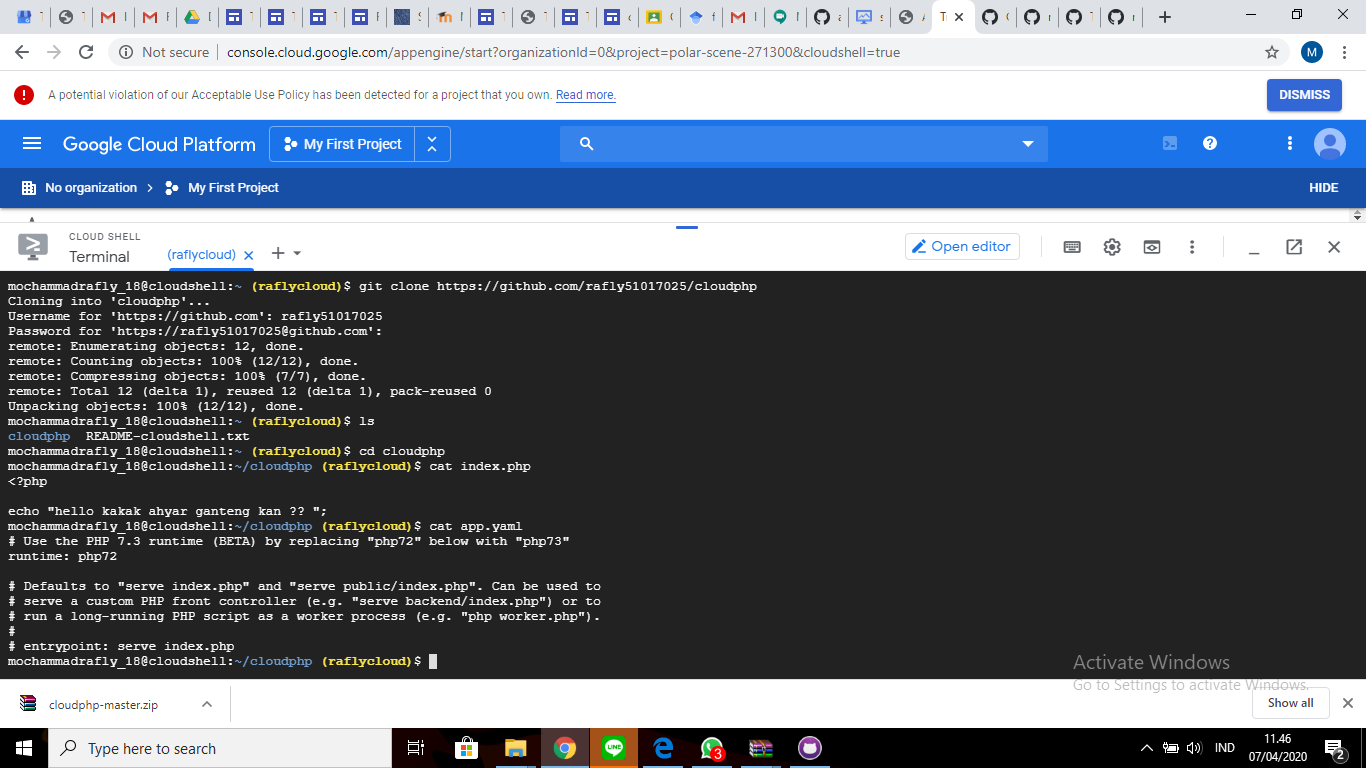 Not secure
console.cloud.google.com/appengine/start?organizationId=0&project=polar-scene-271300&cloudshell=true
M
A potential violation of our Acceptable Use Policy has been detected for a project that you own. Read more.
DISMISS
Google Cloud Platform
My First Project
No organization
My First Project
HIDE
CLOUD SHELL
Terminal
(raflycloud)
Open editor
mochammadrafly_18@cloudshell:~ (raflycloud)$ git clone https://github.com/rafly51017025/cloudphp
Cloning into 'cloudphp'...
Username for 'https://github.com': rafly51017025
Password for 'https://rafly51017025@github.com':
remote: Enumerating objects: 12, done.
remote: Counting objects: 100% (12/12), done.
remote: Compressing objects: 100% (7/7), done.
remote: Total 12 (delta 1), reused 12 (delta 1), pack-reused 0
Unpacking objects: 100% (12/12), done.
mochammadrafly_18@cloudshell:~ (raflycloud)$ ls
cloudphp  README-cloudshell.txt
mochammadrafly_18@cloudshell:~ (raflycloud)$ cd cloudphp
mochammadrafly_18@cloudshell:~/cloudphp (raflycloud)$ cat index.php
<?php
echo "hello kakak ahyar ganteng kan ?? ";
mochammadrafly_18@cloudshell:~/cloudphp (raflycloud)$ cat app.yaml
# Use the PHP 7.3 runtime (BETA) by replacing "php72" below with "php73"
runtime: php72
# Defaults to "serve index.php" and "serve public/index.php". Can be used to
# serve a custom PHP front controller (e.g. "serve backend/index.php") or to
# run a long-running PHP script as a worker process (e.g. "php worker.php").
#
# entrypoint: serve index.php
mochammadrafly_18@cloudshell:~/cloudphp (raflycloud)$
Activate Windows
Go to Settings to activate Windows.
cloudphp-master.zip
Show all
Type here to search
LINE
3
IND
11.46
07/04/2020
2